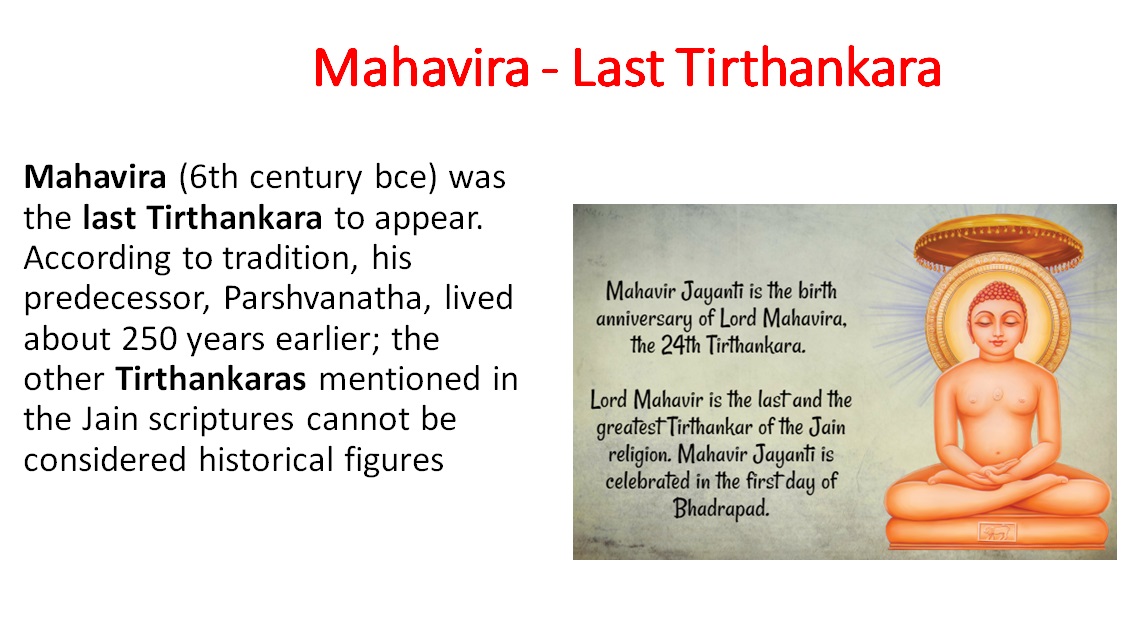 Mahavira - Last Tirthankara
Mahavira (6th century bce) was
the last Tirthankara to appear.
According to tradition, his
predecessor, Parshvanatha, lived
about 250 years earlier; the
other Tirthankaras mentioned in
the Jain scriptures cannot be
considered historical figures
Mahavir Jayanti is the birth
anniversary of Lord Mahavira,
the 24th Tirthankara.
Lord Mahavir is the last and the
greatest Tirthankar of the Jain
religion. Mahavir Jayanti is
celebrated in the first day of
Bhadrapad.